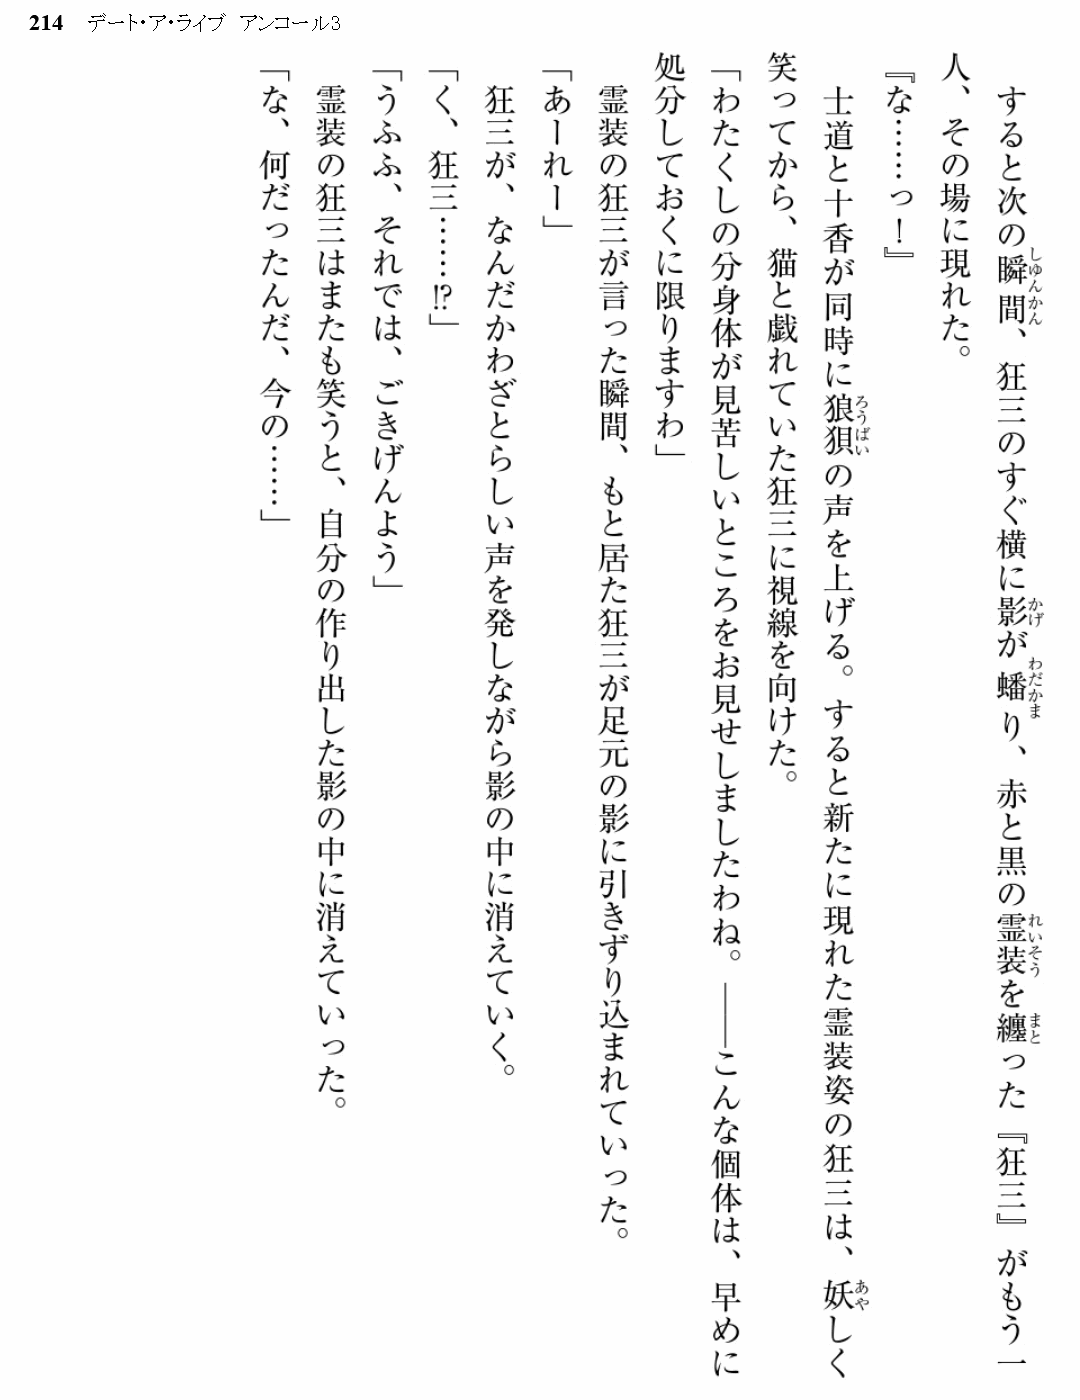 214 デート・ア・ライブ アンコール3
すると次の瞬間、狂三のすぐ横に影が蟠り、赤と黒の霊装を纏った『狂三』がもう一
人、その場に現れた。
『な……っ！』
士道と十香が同時に狼狽の声を上げる。すると新たに現れた霊装姿の狂三は、妖しく
笑ってから、猫と戯れていた狂三に視線を向けた。
「わたくしの分身体が見苦しいところをお見せしましたわね。――こんな個体は、早めに
処分しておくに限りますわ」
霊装の狂三が言った瞬間、もと居た狂三が足元の影に引きずり込まれていった。
「あーれー」
狂三が、なんだかわざとらしい声を発しながら影の中に消えていく。
「く、狂三……⁉」
「うふふ、それでは、ごきげんよう」
霊装の狂三はまたも笑うと、自分の作り出した影の中に消えていった。
「な、何だったんだ、今の……」